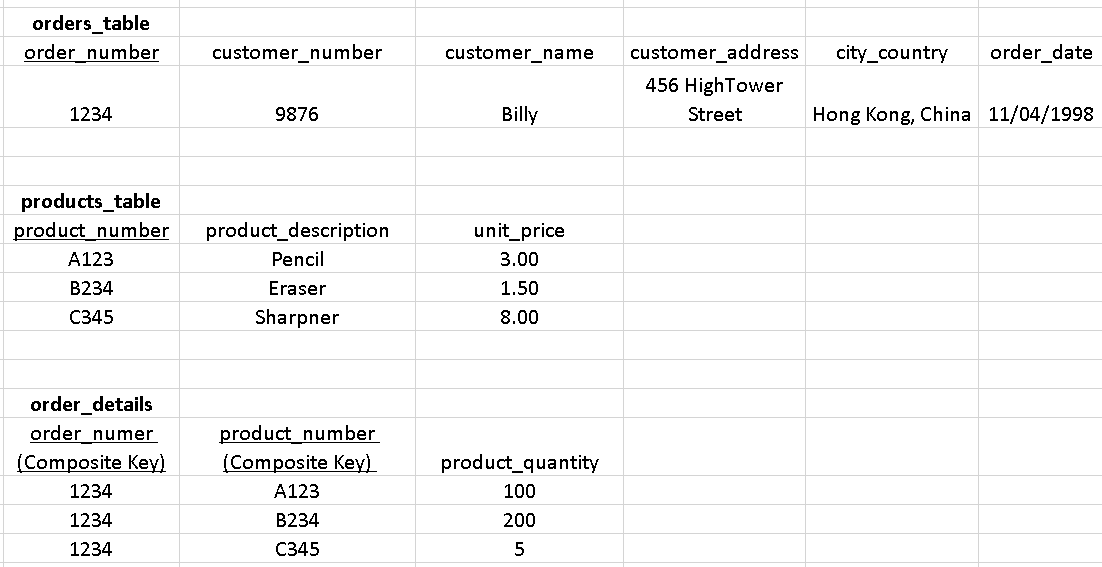 orders_table
order_number customer_number customer_name customer_address city_country order_date
456 HighTower
1234 9876 Billy Street Hong Kong, China 11/04/1998
products_table
product_number product_description unit_price
A123 Pencil 3.00
B234 Eraser 1.50
C345 Sharpner 8.00
order_details
order_numer product_number
(Composite Key) (Composite Key) product_quantity
1234 A123 100
1234 B234 200
1234 C345 5